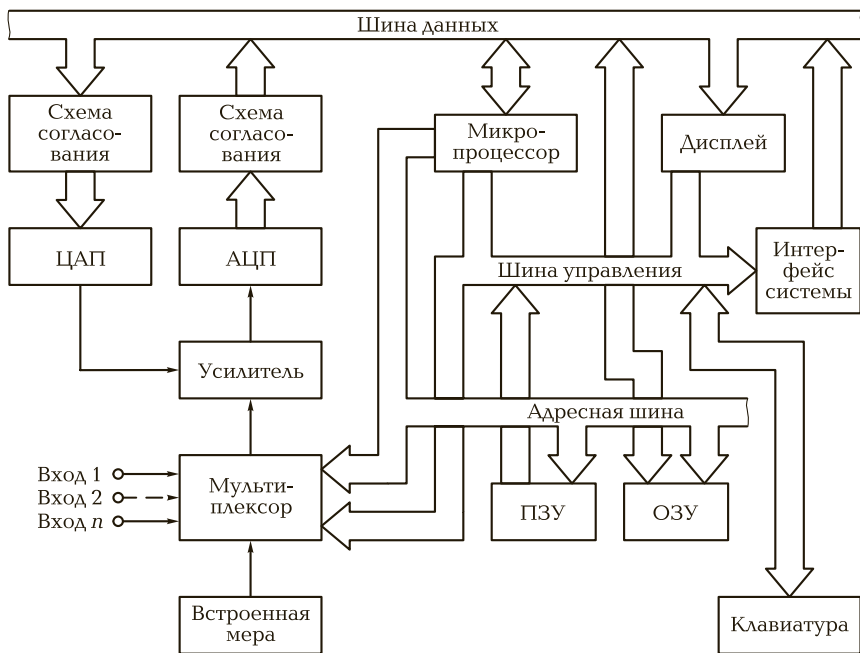 Шина данных
Схема
согласо-
вания
Схема
согласо-
вания
Микро-
процессор
Дисплей
ЦАП
АЦП
Шина управления
Интер-
фейс
системы
Усилитель
Адресная шина
Вход 1
Вход 2
Вход n
Мульти-
плексор
ПЗУ
ОЗУ
Встроенная
мера
Клавиатура